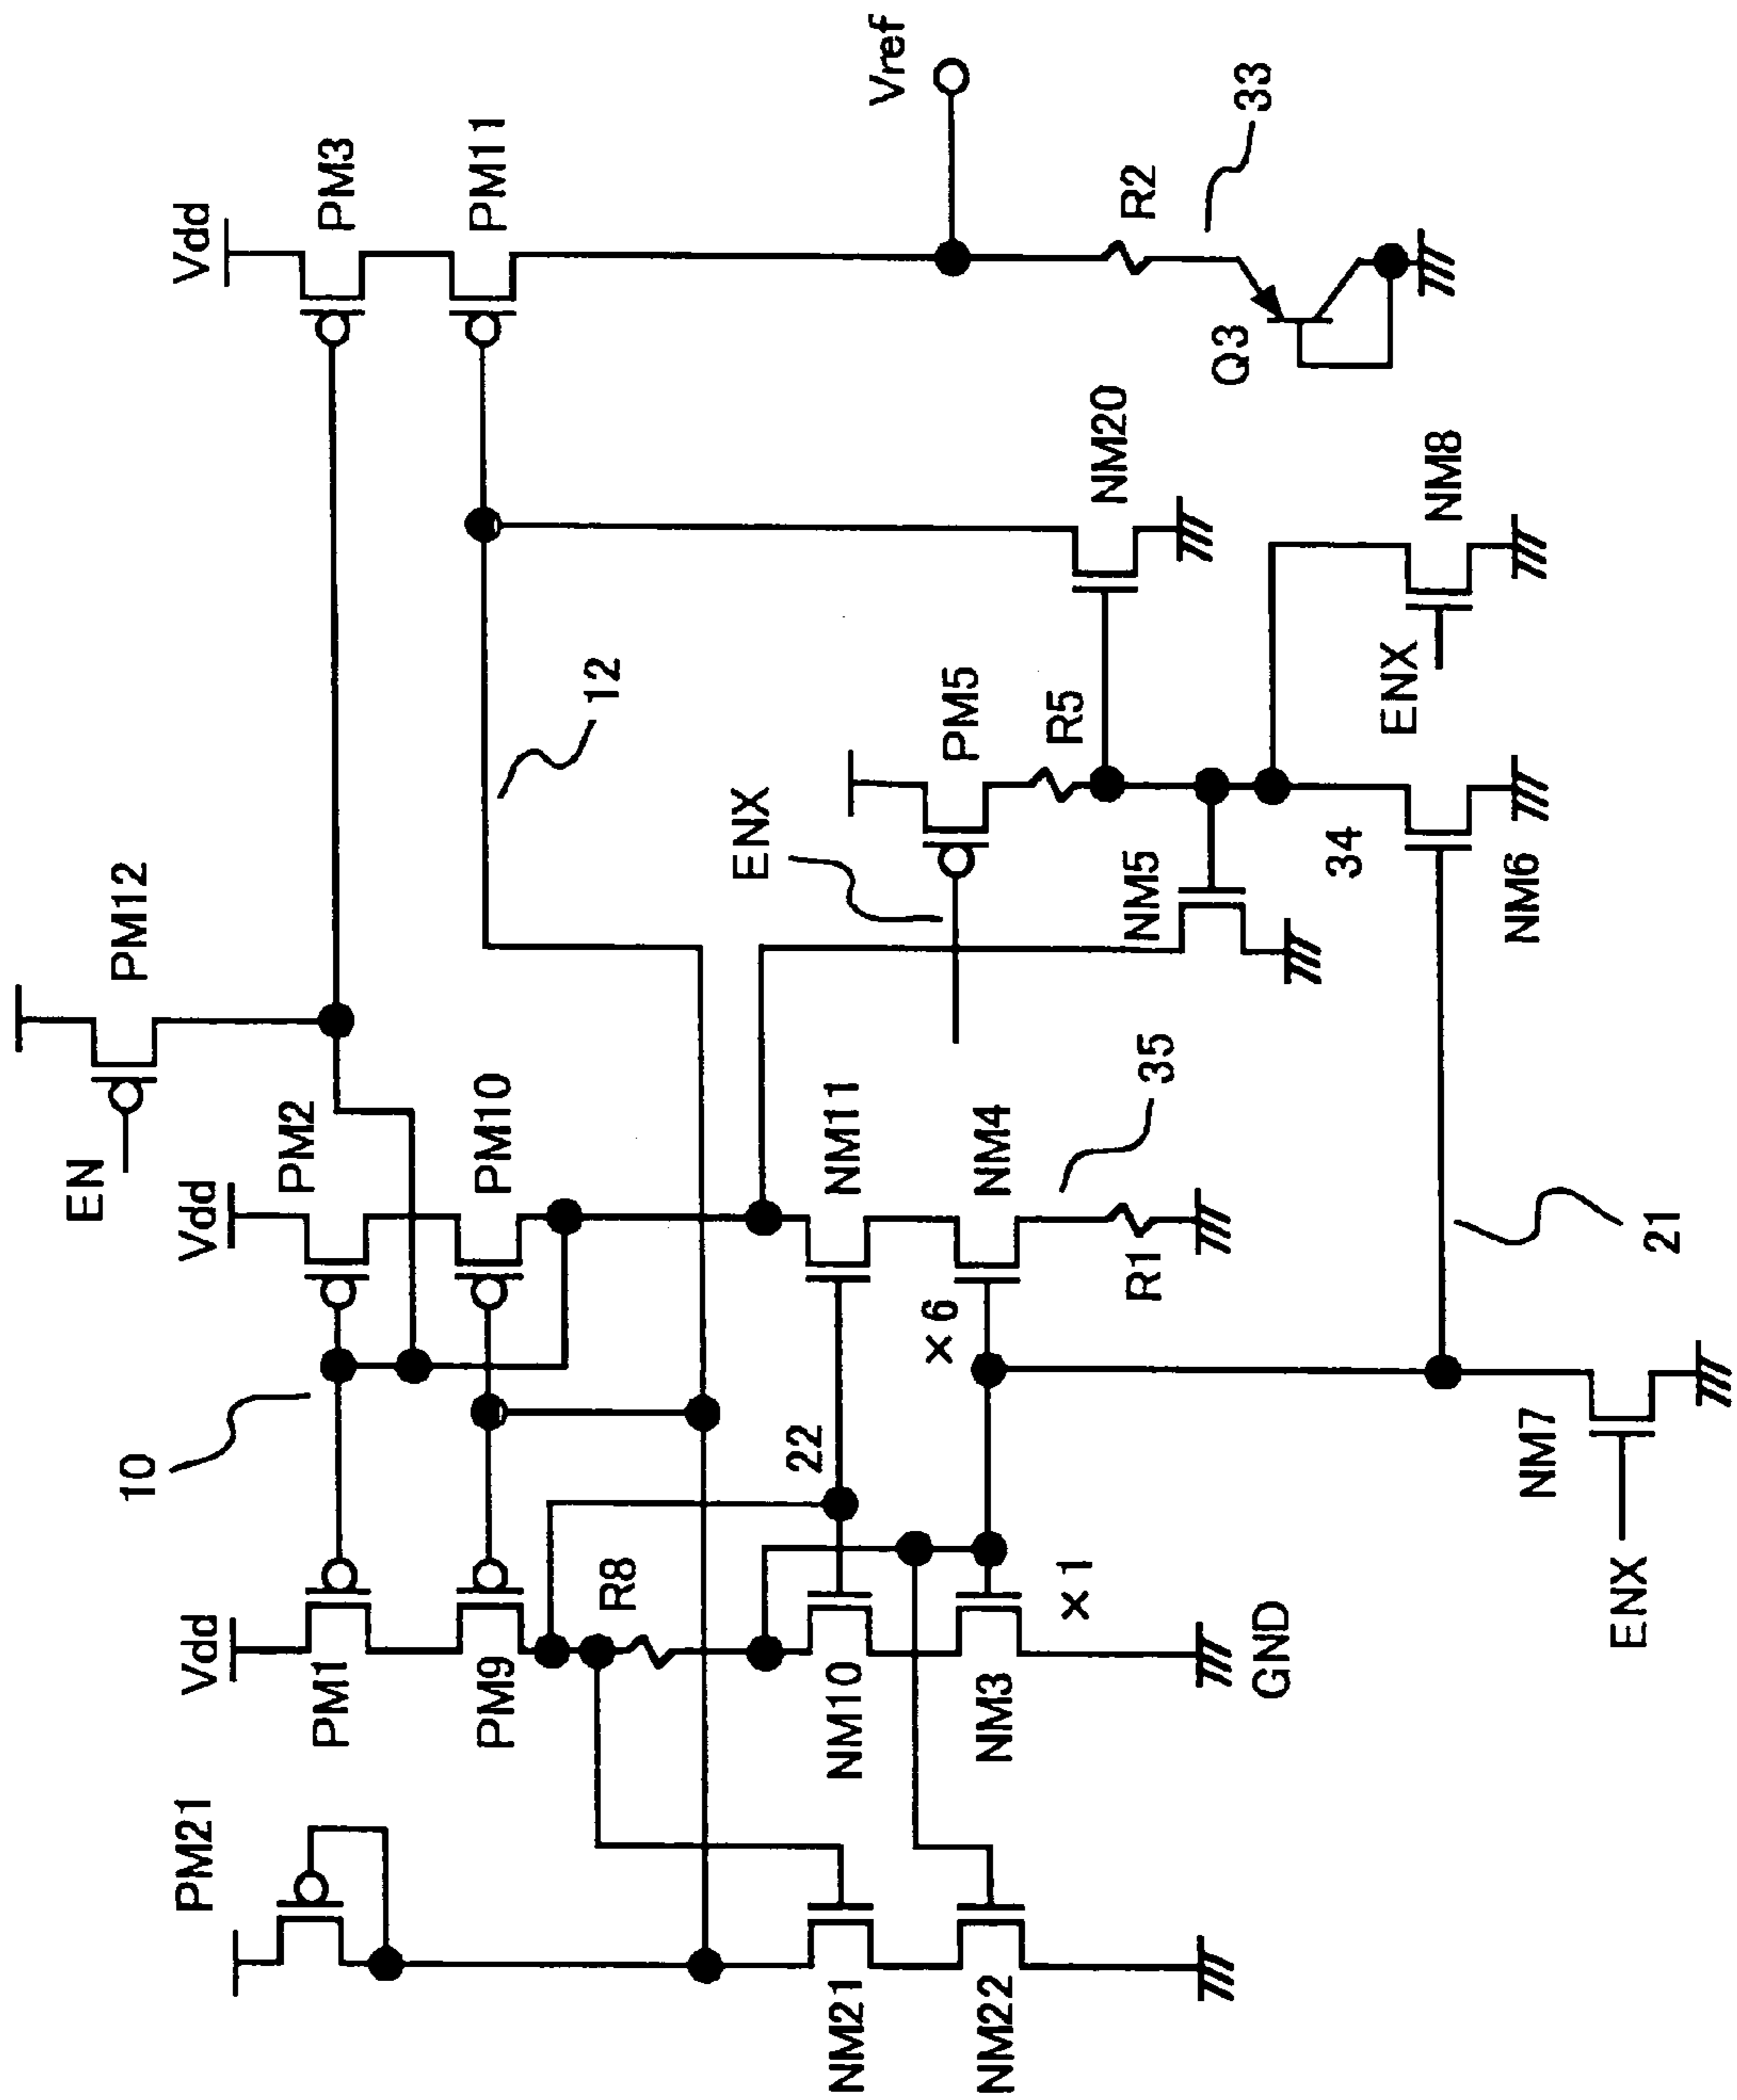 EN
PM12
Vdd
PM3
PM11
Vref
R2
33
Q3
Vdd
PM2
PM10
10
Vdd
PM1
PM9
PM21
R8
22
12
ENX
PM5
R5
NM20
NM5
34
NM6
ENX
NM8
NM11
NM4
×6
R1
35
NM10
NM3
×1
GND
NM21
NM22
21
NM7
ENX